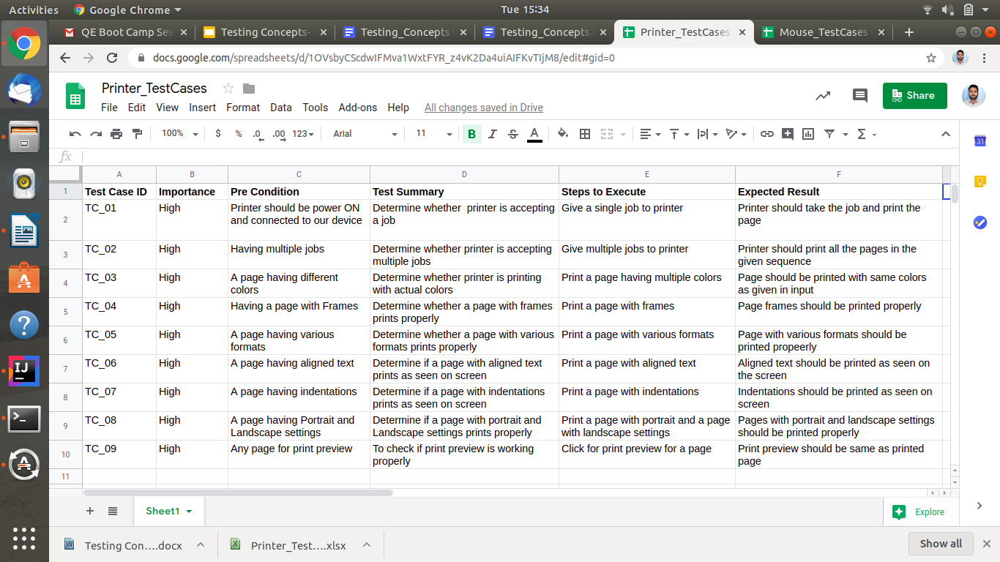 Activities Google Chrome Tue 15:34
QE Boot Camp Ses Testing Concepts- Testing_Concepts Testing_Concepts Printer_TestCases Mouse_TestCases
docs.google.com/spreadsheets/d/1OVsbyCScdwIFMva1WxtFYR_z4vK2Da4uiAIFKvTIjM8/edit#gid=0
Printer_TestCases
Share
File Edit View Insert Format Data Tools Add-ons Help All changes saved in Drive
100% $ % .0 .00 123 Arial 11 B I S A
31
fx
A B C D E F
1 Test Case ID Importance Pre Condition Test Summary Steps to Execute Expected Result
2 TC_01 High Printer should be power ON and connected to our device Determine whether  printer is accepting a job Give a single job to printer Printer should take the job and print the page
3 TC_02 High Having multiple jobs Determine whether printer is accepting multiple jobs Give multiple jobs to printer Printer should print all the pages in the given sequence
4 TC_03 High A page having different colors Determine whether printer is printing with actual colors Print a page having multiple colors Page should be printed with same colors as given in input
5 TC_04 High Having a page with Frames Determine whether a page with frames prints properly Print a page with frames Page frames should be printed properly
6 TC_05 High A page having various formats Determine whether a page with various formats prints properly Print a page with various formats Page with various formats should be printed propeerly
7 TC_06 High A page having aligned text Determine if a page with aligned text prints as seen on screen Print a page with aligned text Aligned text should be printed as seen on the screen
8 TC_07 High A page having indentations Determine if a page with indentations prints as seen on screen Print a page with indentations Indentations should be printed as seen on screen
9 TC_08 High A page having Portrait and Landscape settings Determine if a page with portrait and Landscape settings prints properly Print a page with portrait and a page with landscape settings Pages with portrait and landscape settings should be printed properly
10 TC_09 High Any page for print preview To check if print preview is working properly Click for print preview for a page Print preview should be same as printed page
11
Sheet1 Explore
Testing Con....docx Printer_Test....xlsx Show all